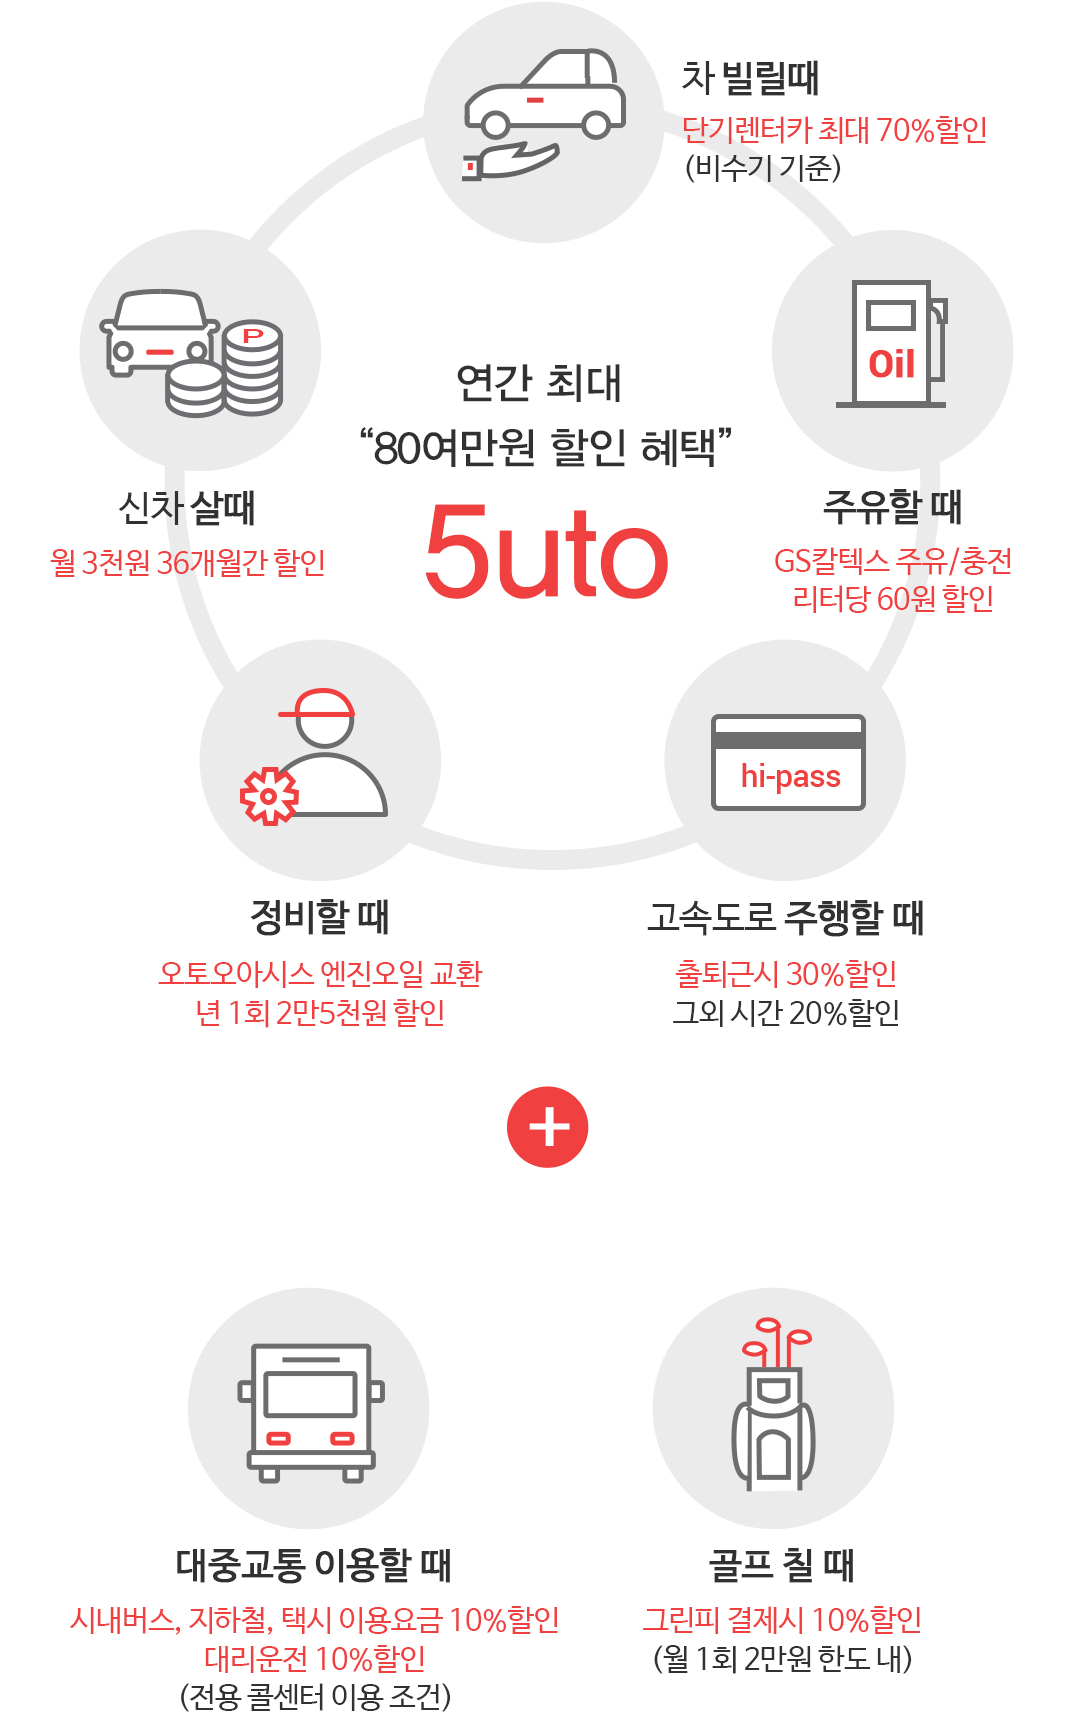 차 빌릴때
단기렌터카 최대 70%할인
(비수기 기준)
P
Oil
연간 최대
“80여만원 할인 혜택”
5uto
신차 살때
월 3천원 36개월간 할인
주유할 때
GS칼텍스 주유/충전
리터당 60원 할인
hi-pass
정비할 때
오토오아시스 엔진오일 교환
년 1회 2만5천원 할인
고속도로 주행할 때
출퇴근시 30%할인
그외 시간 20%할인
+
대중교통 이용할 때
시내버스, 지하철, 택시 이용요금 10%할인
대리운전 10%할인
(전용 콜센터 이용 조건)
골프 칠 때
그린피 결제시 10%할인
(월 1회 2만원 한도 내)